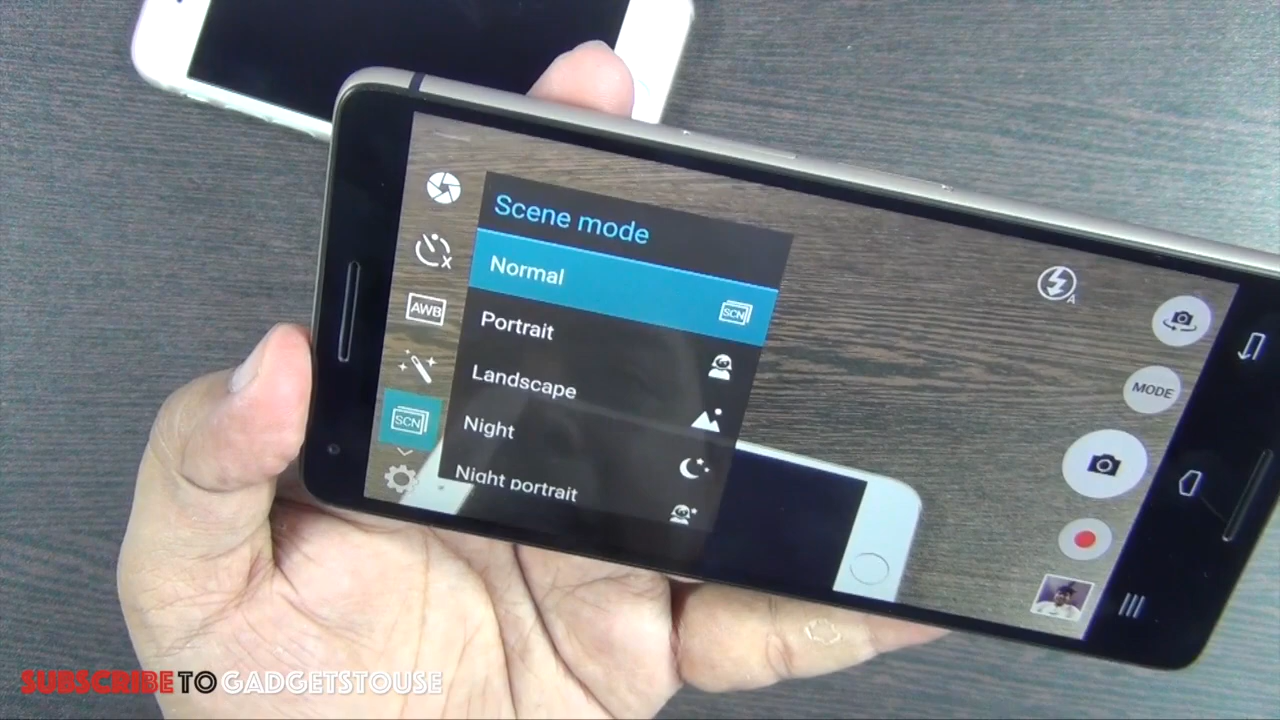 Scene mode
Normal
SCN
Portrait
Landscape
Night
Night portrait
AWB
SCN
A
MODE
SUBSCRIBE TO GADGETSTOUSE